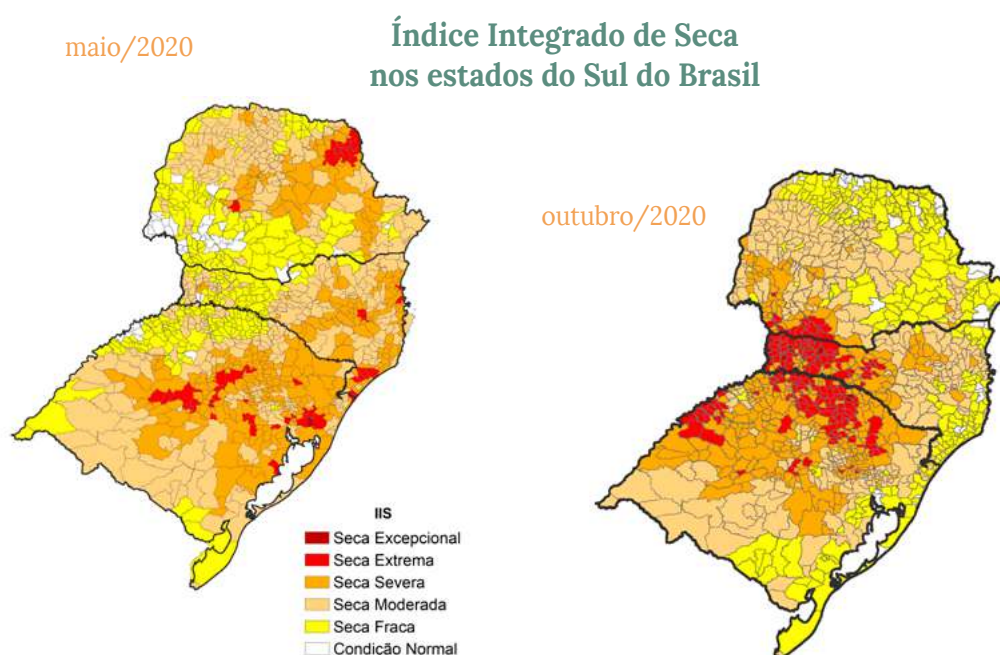 maio/2020
Índice Integrado de Seca
nos estados do Sul do Brasil
outubro/2020
IIS
Seca Excepcional
Seca Extrema
Seca Severa
Seca Moderada
Seca Fraca
Condição Normal